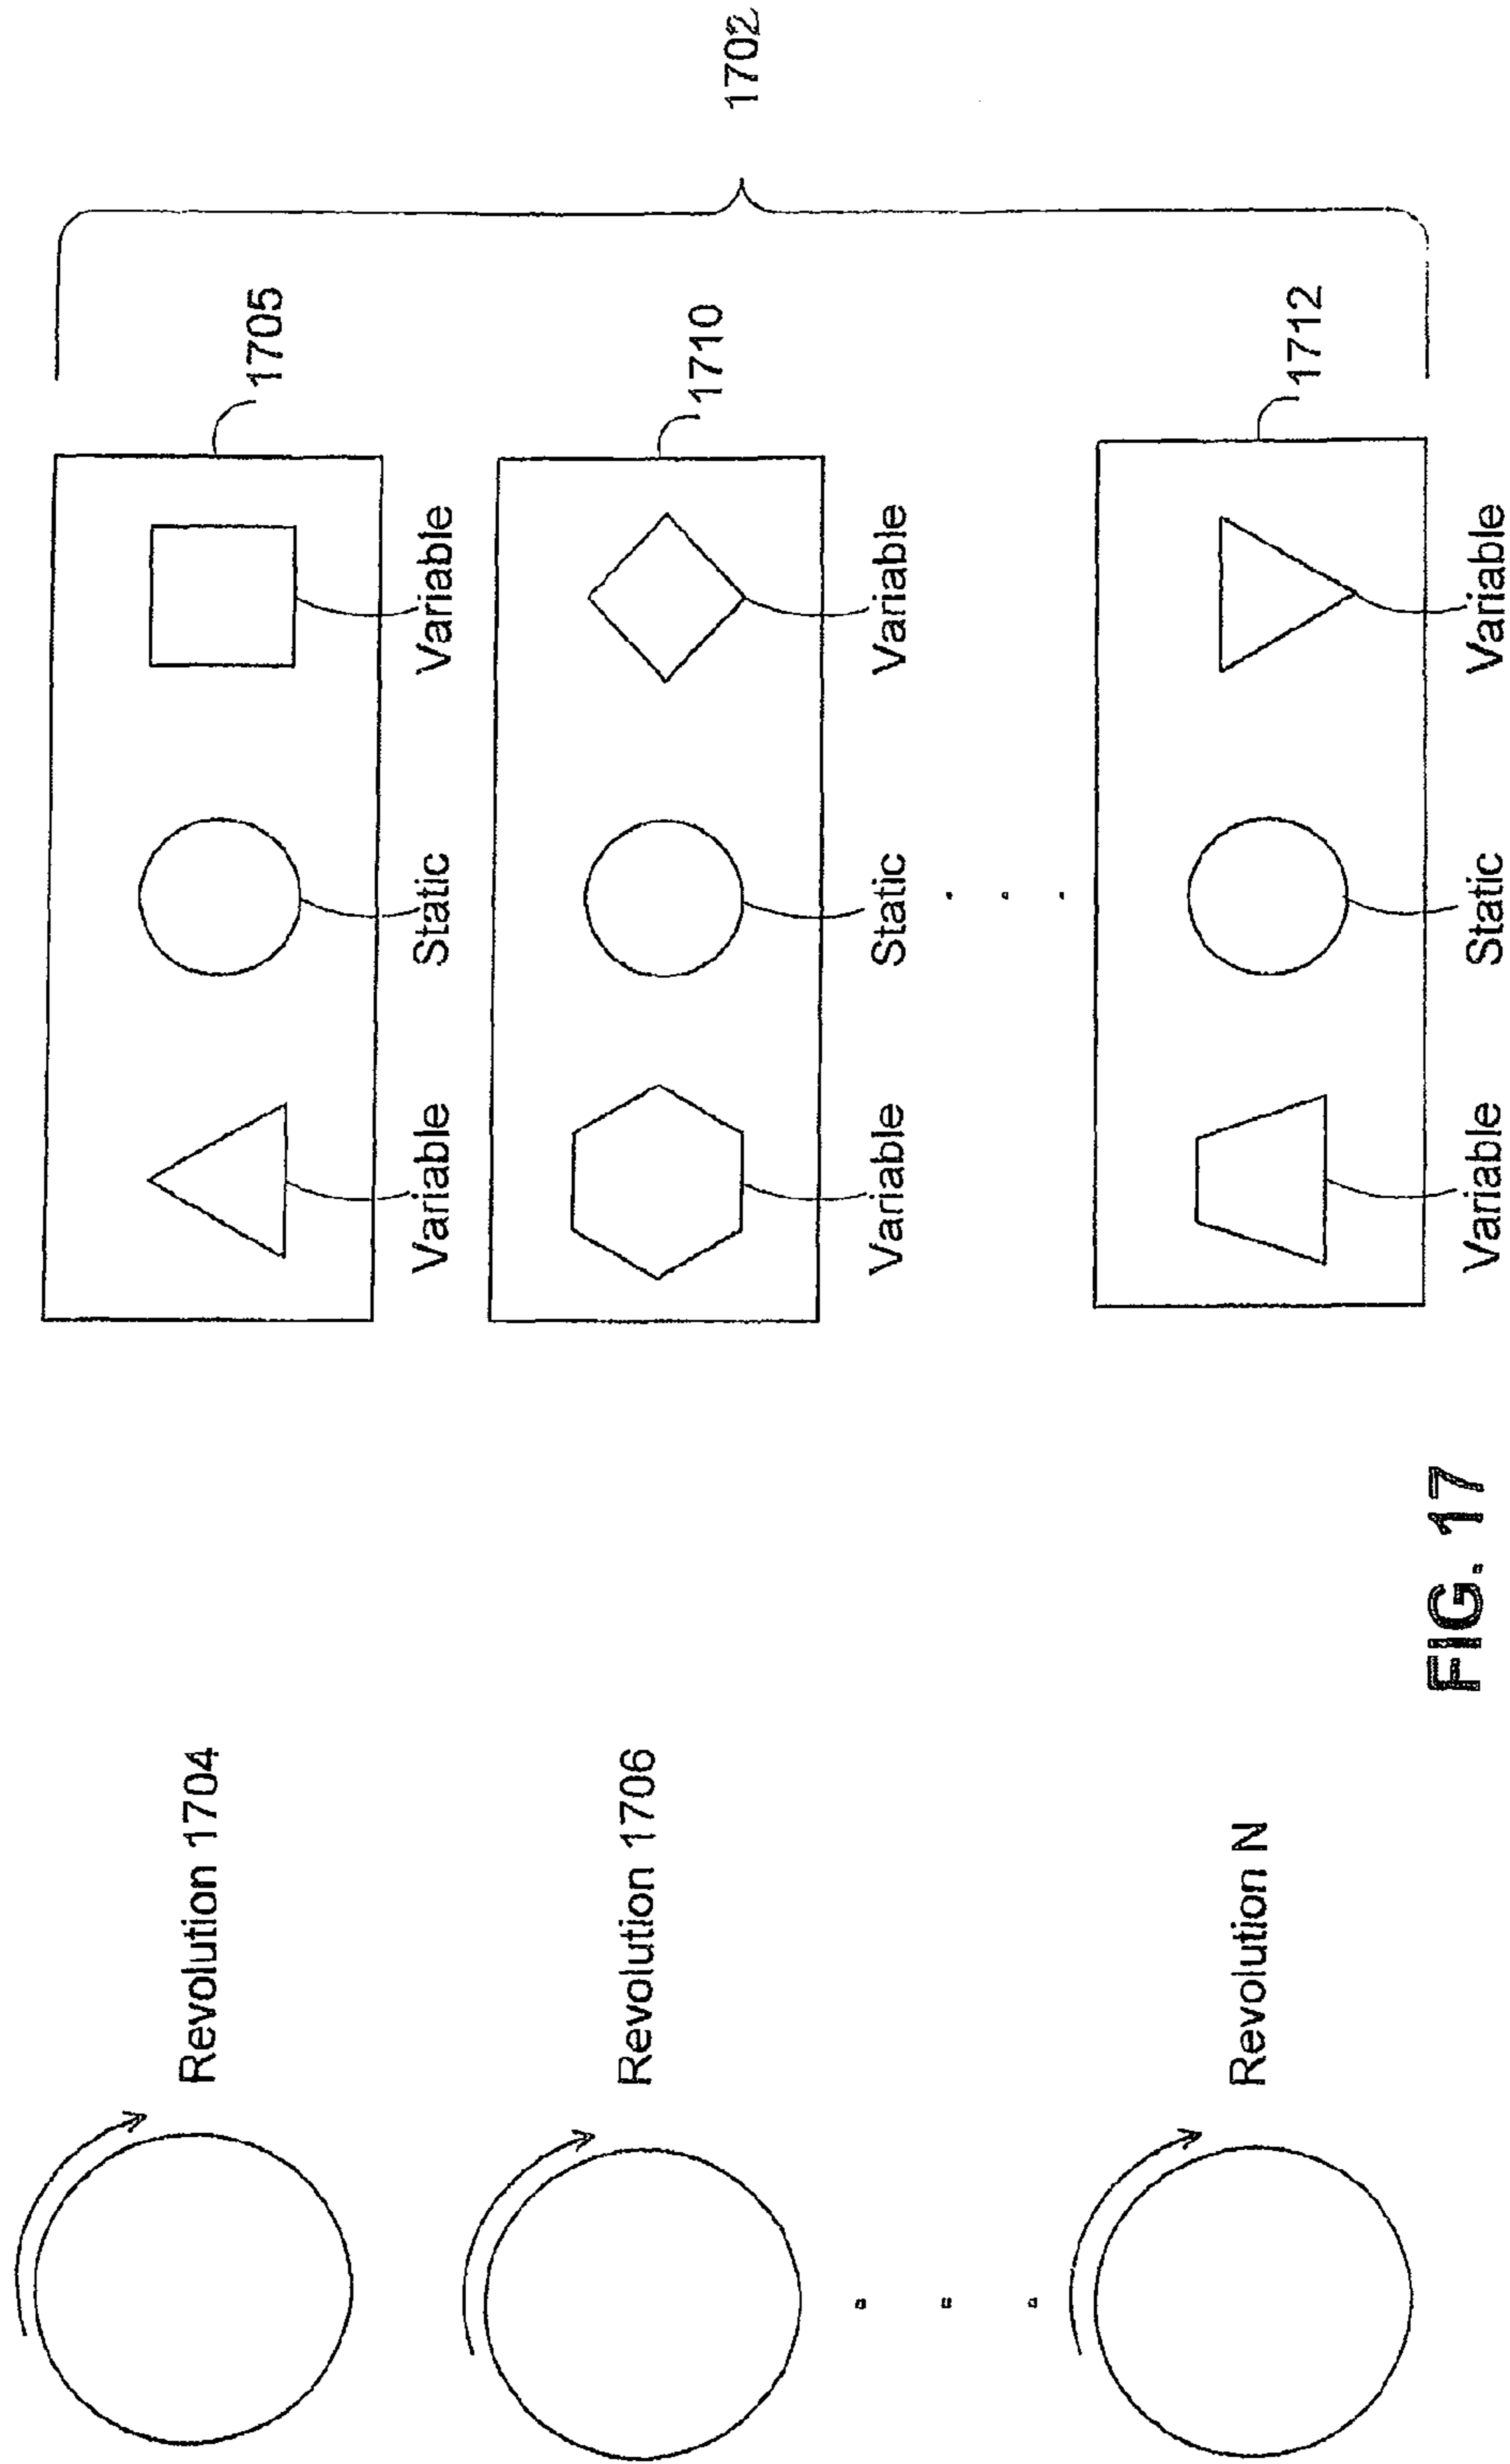 Revolution 1704
1705
Variable
Static
Variable
Revolution 1706
1710
Variable
Static
Variable
1702
Revolution N
1712
Variable
Static
Variable
FIG. 17